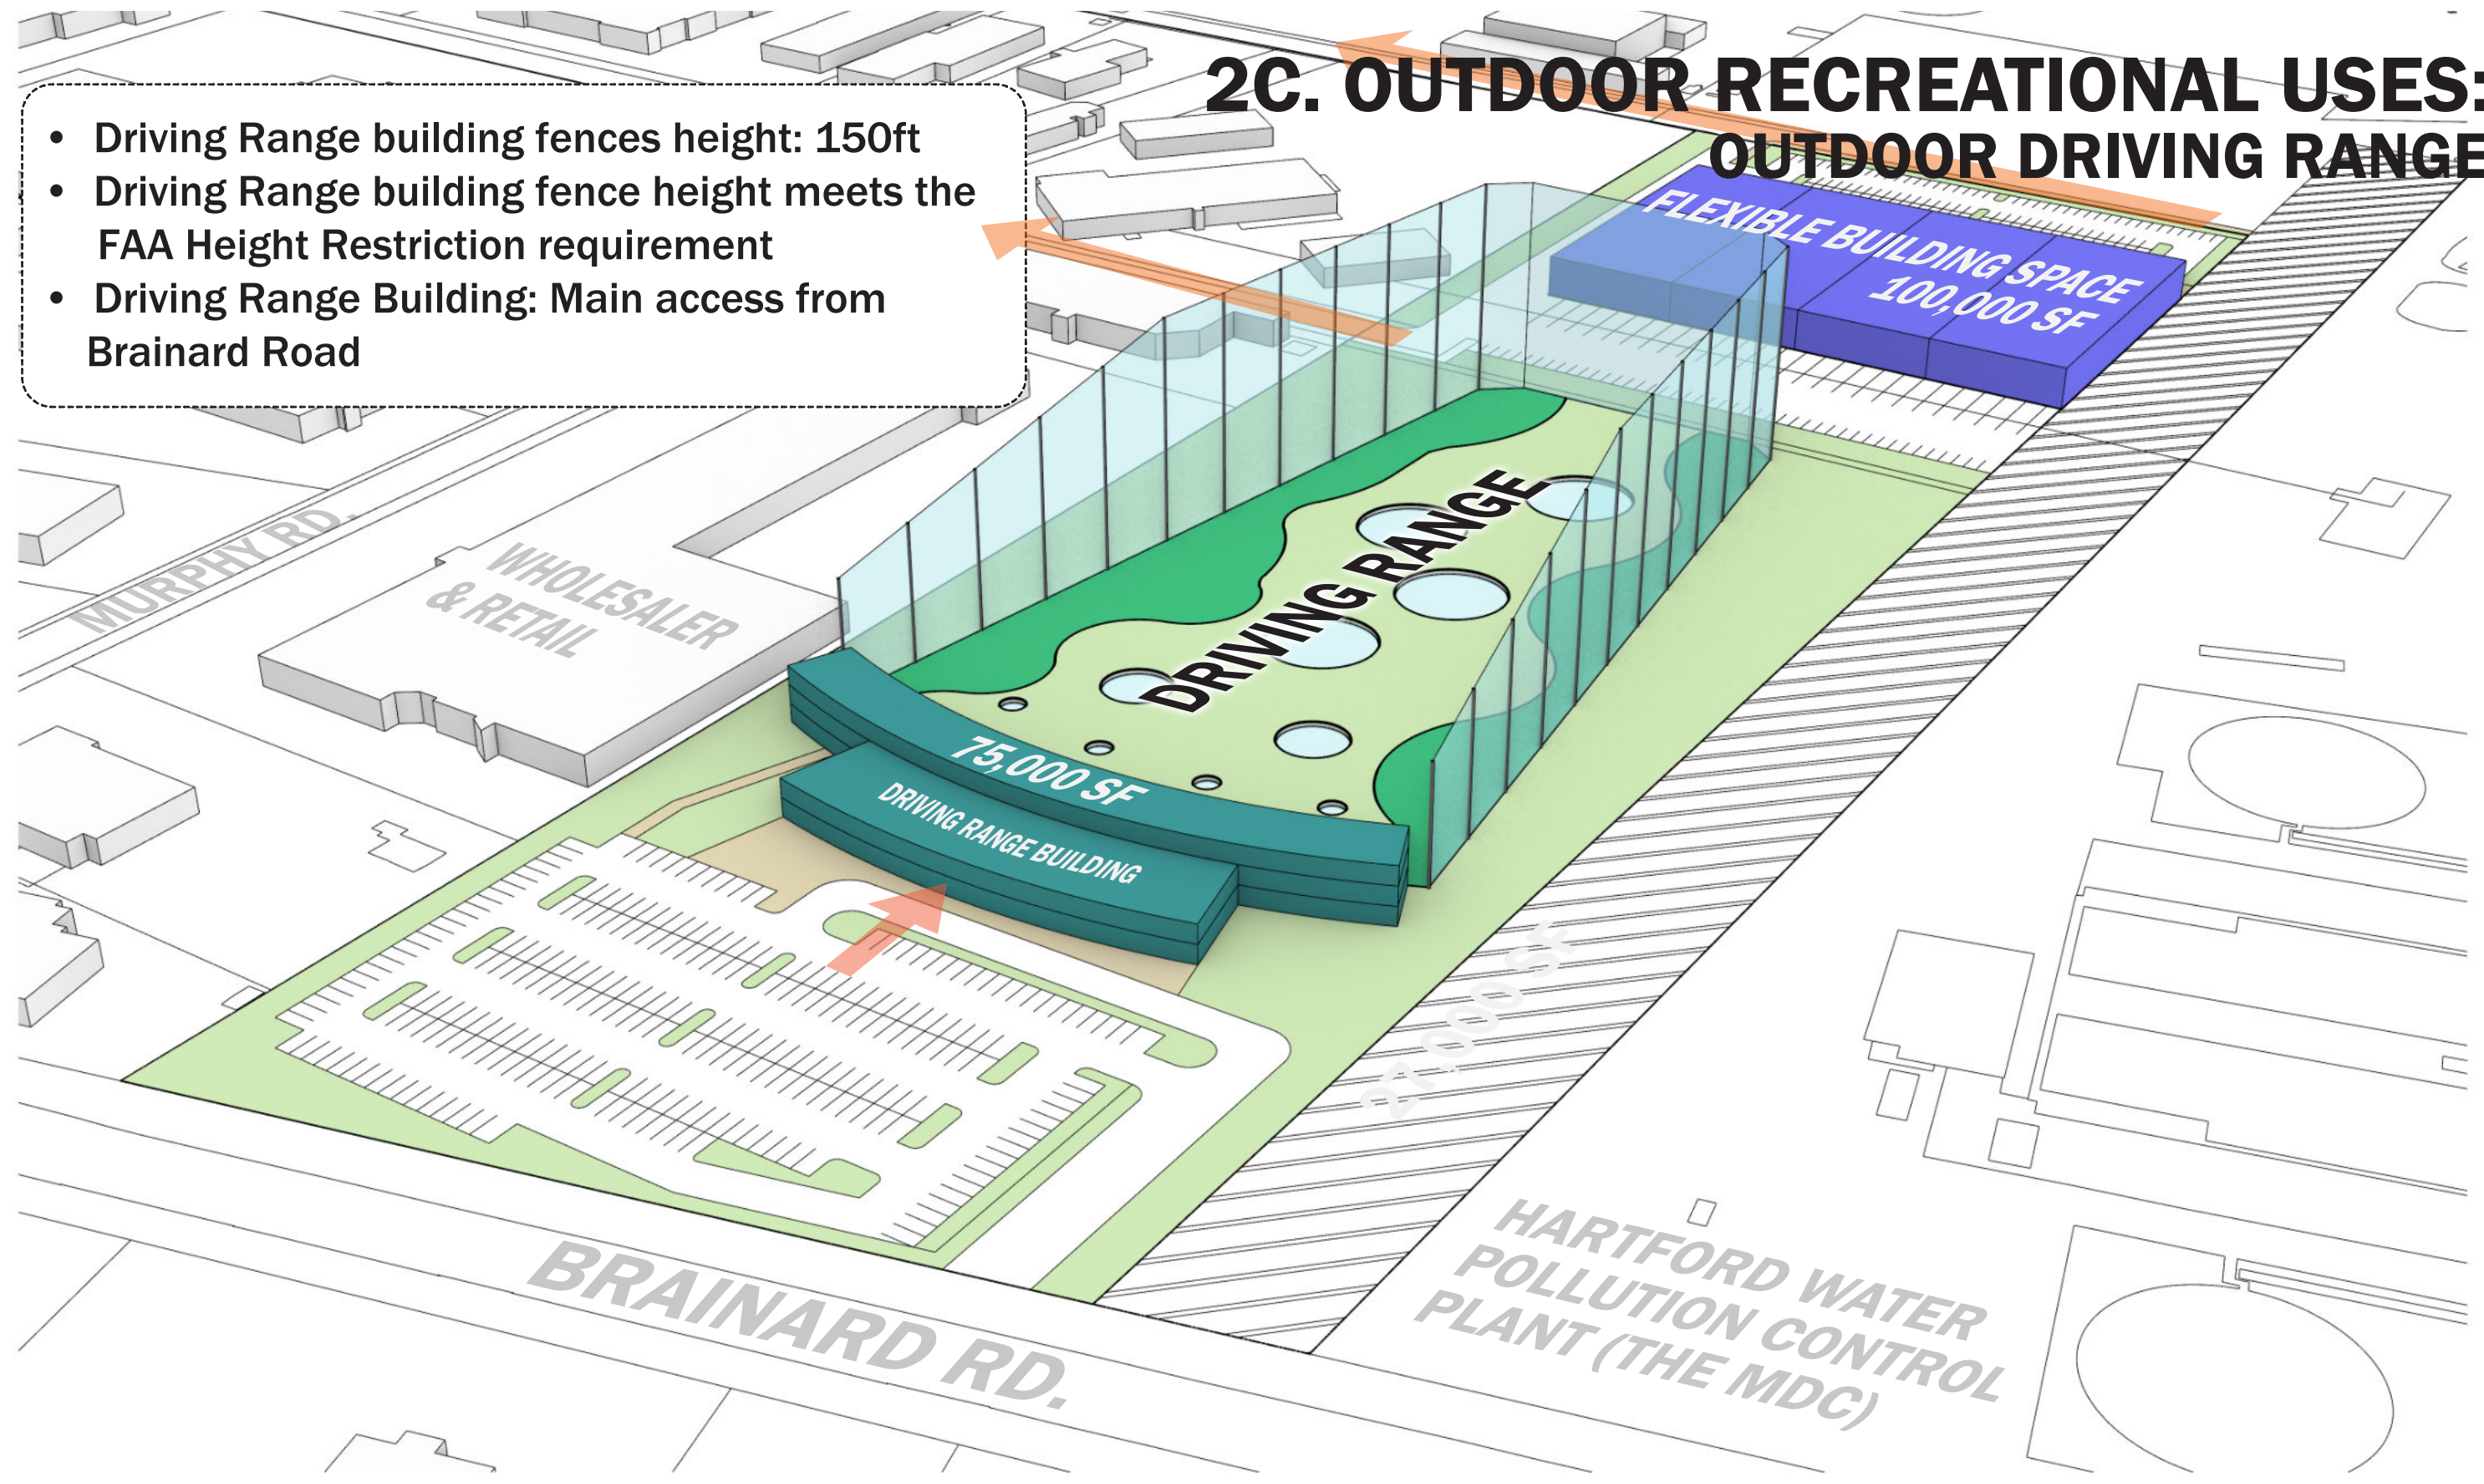 2C. OUTDOOR RECREATIONAL USES:
OUTDOOR DRIVING RANGE
• Driving Range building fences height: 150ft
• Driving Range building fence height meets the
FAA Height Restriction requirement
• Driving Range Building: Main access from
Brainard Road
FLEXIBLE BUILDING SPACE
100,000 SF
MURPHY RD.
WHOLESALER
& RETAIL
DRIVING RANGE
75,000 SF
DRIVING RANGE BUILDING
27,000 SF
BRAINARD RD.
HARTFORD WATER
POLLUTION CONTROL
PLANT (THE MDC)